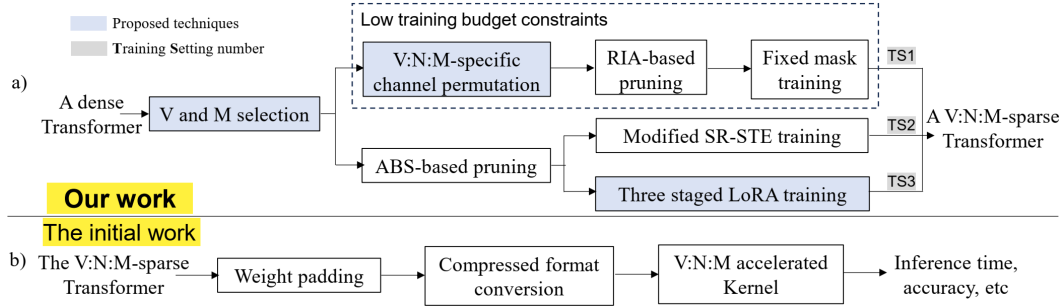 Proposed techniques
Training Setting number
Low training budget constraints
a)
A dense
Transformer
V and M selection
V:N:M-specific
channel permutation
RIA-based
pruning
Fixed mask
training
TS1
ABS-based pruning
Modified SR-STE training
TS2
Three staged LoRA training
TS3
A V:N:M-sparse
Transformer
Our work
The initial work
b)
The V:N:M-sparse
Transformer
Weight padding
Compressed format
conversion
V:N:M accelerated
Kernel
Inference time,
accuracy, etc